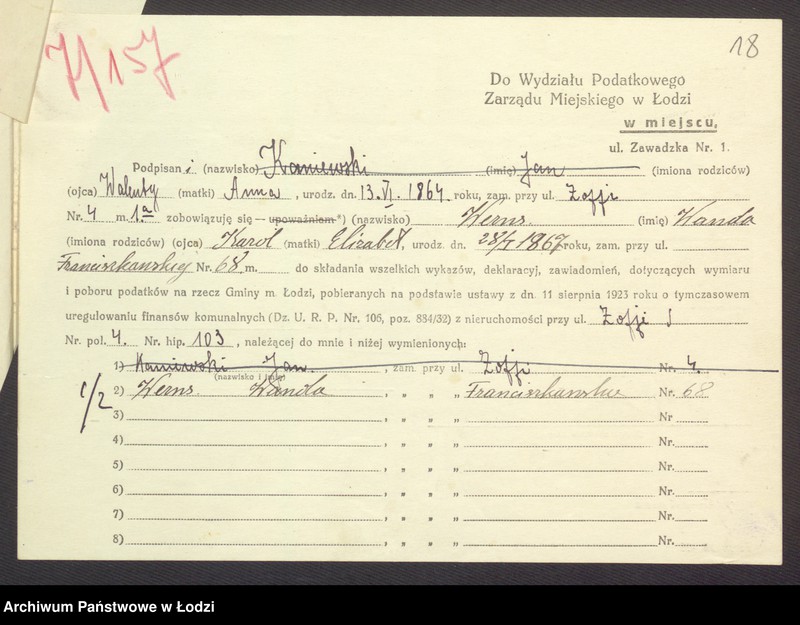 7/157
18
Do Wydziału Podatkowego
Zarządu Miejskiego w Łodzi
w miejscu,
ul. Zawadzka Nr. 1.
Podpisan i (nazwisko) Kaniewski (imię) Jan (imiona rodziców)
(ojca) Walenty (matki) Anna, urodz. dn. 13.VI. 1864. roku, zam. przy ul. Zofji
Nr. 4 m. 1.a zobowiązuję się — upoważniam*) (nazwisko) Werns. (imię) Wanda
(imiona rodziców) (ojca) Karol (matki) Elizabet, urodz. dn. 28/I 1867 roku, zam. przy ul.
Franciszkańskiej Nr. 68 m. do składania wszelkich wykazów, deklaracyj, zawiadomień, dotyczących wymiaru
i poboru podatków na rzecz Gminy m. Łodzi, pobieranych na podstawie ustawy z dn. 11 sierpnia 1923 roku o tymczasowem
uregulowaniu finansów komunalnych (Dz. U. R. P. Nr. 106, poz. 884/32) z nieruchomości przy ul. Zofji
Nr. pol. 4. Nr. hip. 103, należącej do mnie i niżej wymienionych:
1) Kaniewski Jan. , zam. przy ul. Zofji Nr. 4.
(nazwisko i imię)
1/2 2) Werns. Wanda , „ „ „ Franciszkańska Nr. 68
3) , „ „ „ Nr
4) , „ „ „ Nr.
5) , „ „ „ Nr.
6) , „ „ „ Nr.
7) , „ „ „ Nr.
8) , „ „ „ Nr.
Archiwum Państwowe w Łodzi